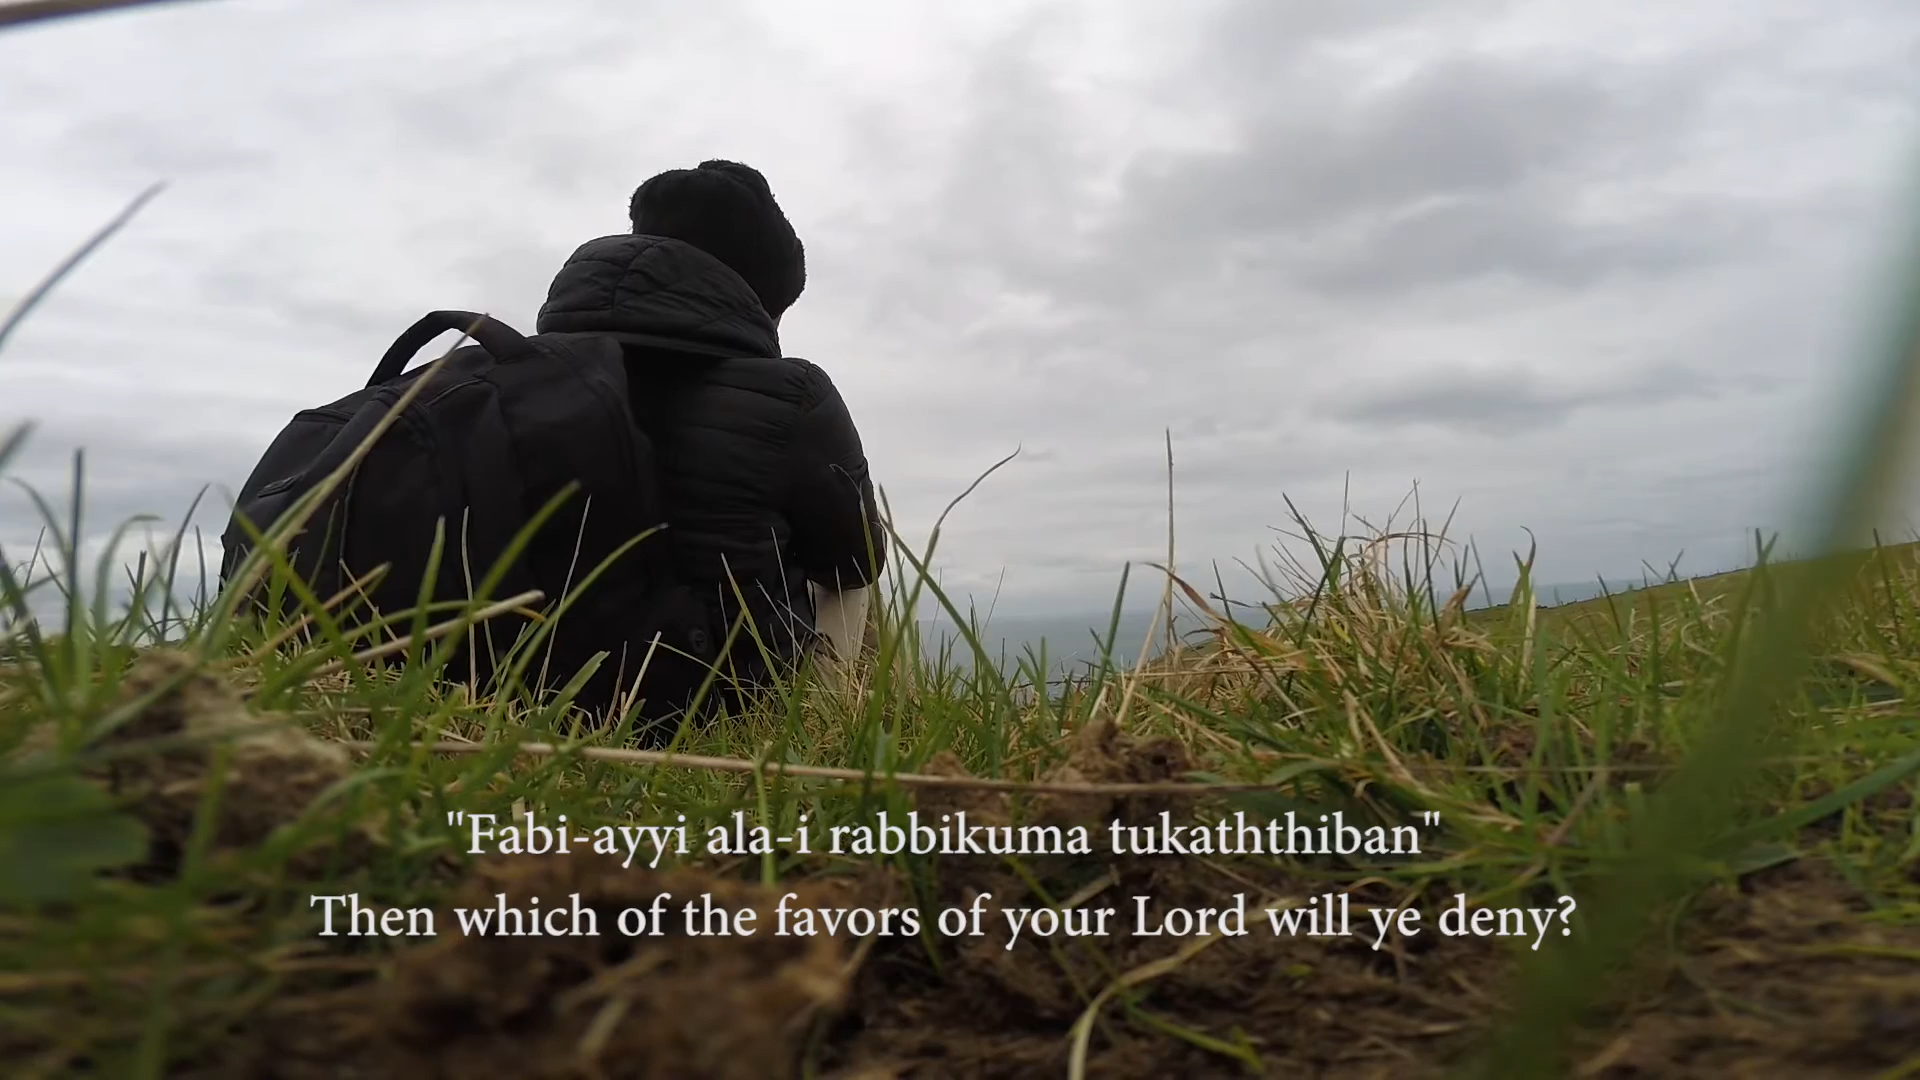 "Fabi-ayyi ala-i rabbikuma tukaththiban"
Then which of the favors of your Lord will ye deny?